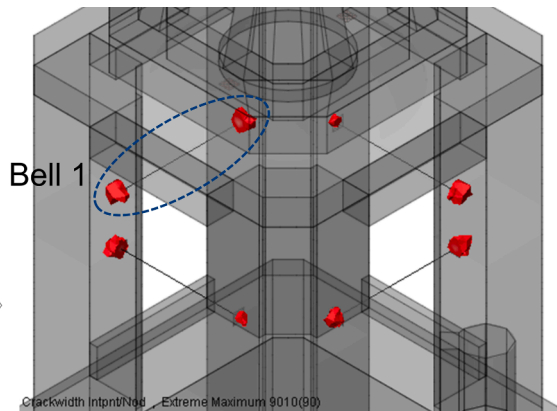 Bell 1
Crackwidth Intpnt/Nod , Extreme Maximum 9010(90)